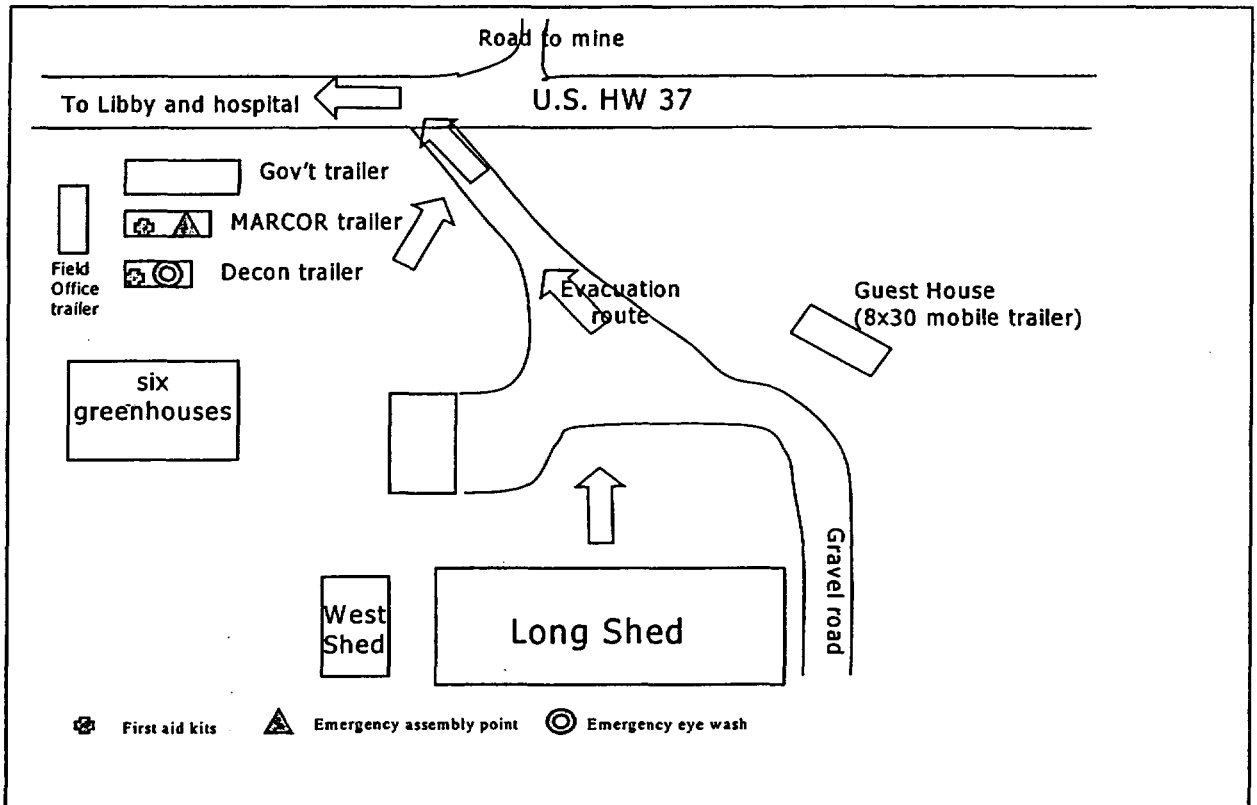 Road to mine
To Libby and hospital
U.S. HW 37
Gov't trailer
MARCOR trailer
Decon trailer
Field
Office
trailer
Evacuation
route
Guest House
(8x30 mobile trailer)
six
greenhouses
Gravel road
West
Shed
Long Shed
First aid kits
Emergency assembly point
Emergency eye wash